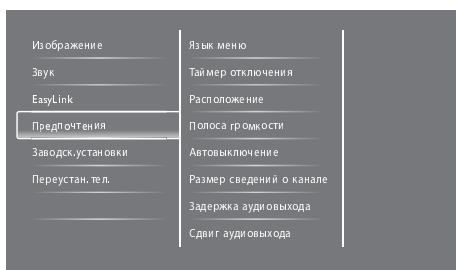 Изображение
Звук
EasyLink
Предпочтения
Заводск.установки
Переустан. тел.
Язык меню
Таймер отключения
Расположение
Полоса громкости
Автовыключение
Размер сведений о канале
Задержка аудиовыхода
Сдвиг аудиовыхода